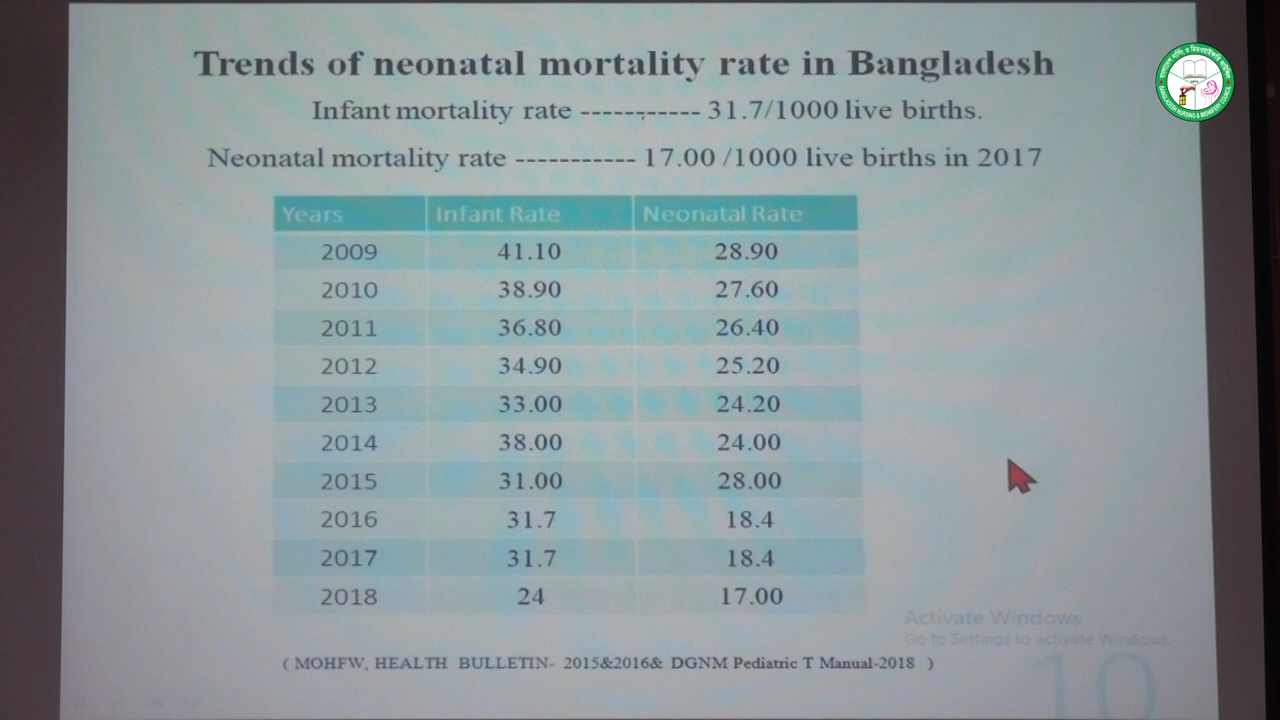 Trends of neonatal mortality rate in Bangladesh
Infant mortality rate ----------- 31.7/1000 live births.
Neonatal mortality rate ----------- 17.00 /1000 live births in 2017
Years Infant Rate Neonatal Rate
2009 41.10 28.90
2010 38.90 27.60
2011 36.80 26.40
2012 34.90 25.20
2013 33.00 24.20
2014 38.00 24.00
2015 31.00 28.00
2016 31.7 18.4
2017 31.7 18.4
2018 24 17.00
( MOHFW, HEALTH BULLETIN- 2015&2016& DGNM Pediatric T Manual-2018 )
Activate Windows
Go to Settings to activate Windows.
10
BANGLADESH NURSING & MIDWIFERY COUNCIL